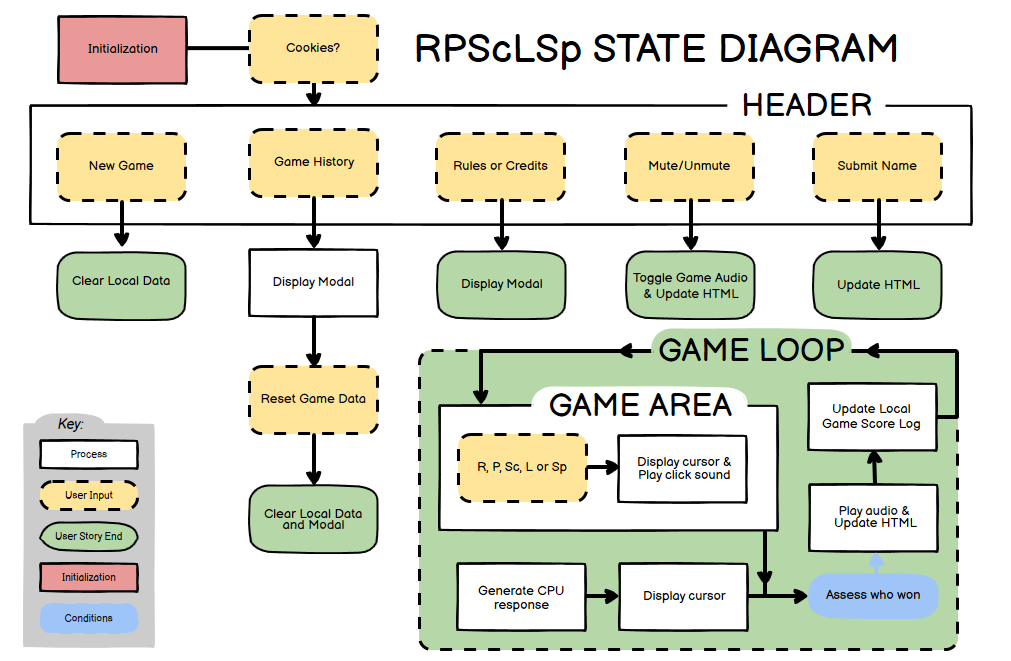 Initialization
Cookies?
RPScLSp STATE DIAGRAM
HEADER
New Game
Game History
Rules or Credits
Mute/Unmute
Submit Name
Clear Local Data
Display Modal
Display Modal
Toggle Game Audio
& Update HTML
Update HTML
Reset Game Data
Clear Local Data
and Modal
GAME LOOP
GAME AREA
R, P, Sc, L or Sp
Display cursor &
Play click sound
Update Local
Game Score Log
Play audio &
Update HTML
Generate CPU
response
Display cursor
Assess who won
Key:
Process
User Input
User Story End
Initialization
Conditions